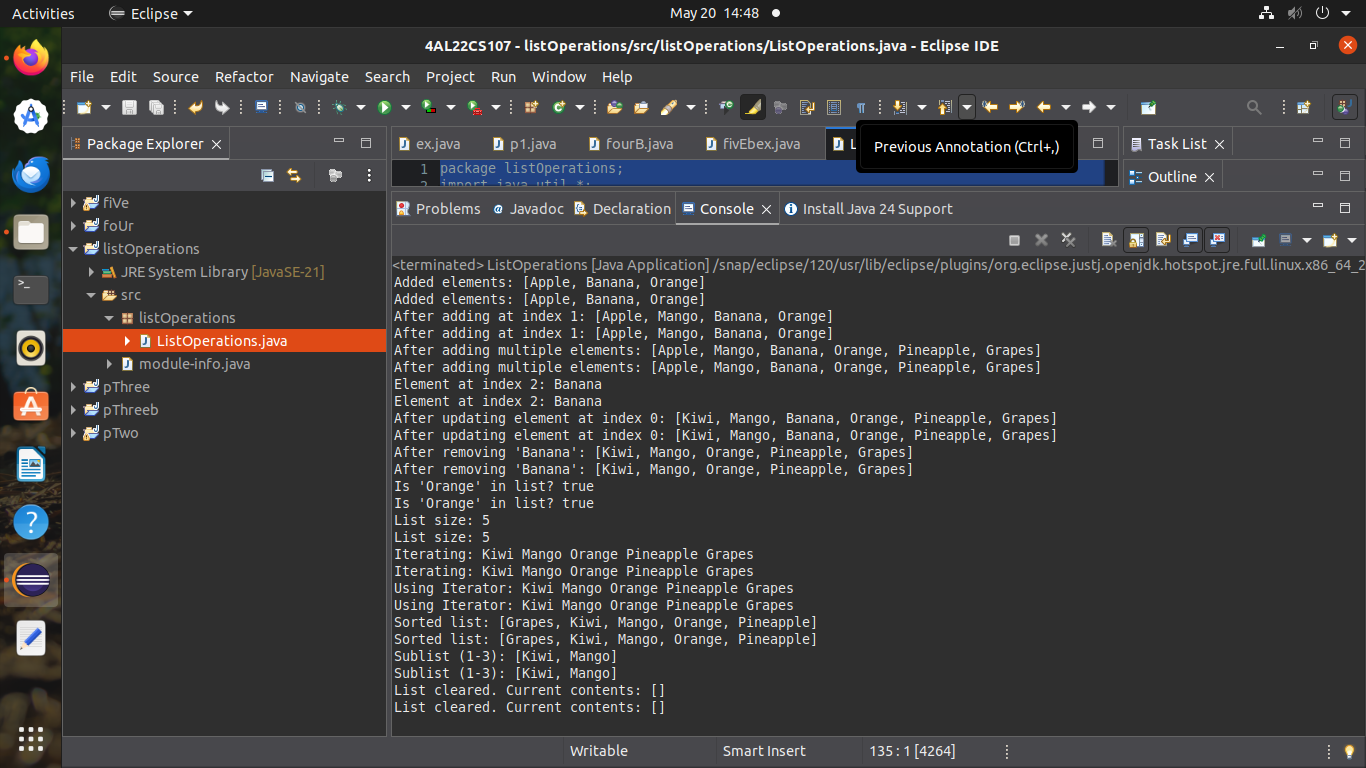 Activities Eclipse May 20 14:48
4AL22CS107 - listOperations/src/listOperations/ListOperations.java - Eclipse IDE
File Edit Source Refactor Navigate Search Project Run Window Help
Package Explorer
fiVe
foUr
listOperations
JRE System Library [JavaSE-21]
src
listOperations
ListOperations.java
module-info.java
pThree
pThreeb
pTwo
ex.java p1.java fourB.java fivEbex.java
Previous Annotation (Ctrl+,)
1 package listOperations;
2 import java.util.*;
Task List
Outline
Problems Javadoc Declaration Console Install Java 24 Support
<terminated> ListOperations [Java Application] /snap/eclipse/120/usr/lib/eclipse/plugins/org.eclipse.justj.openjdk.hotspot.jre.full.linux.x86_64_2
Added elements: [Apple, Banana, Orange]
Added elements: [Apple, Banana, Orange]
After adding at index 1: [Apple, Mango, Banana, Orange]
After adding at index 1: [Apple, Mango, Banana, Orange]
After adding multiple elements: [Apple, Mango, Banana, Orange, Pineapple, Grapes]
After adding multiple elements: [Apple, Mango, Banana, Orange, Pineapple, Grapes]
Element at index 2: Banana
Element at index 2: Banana
After updating element at index 0: [Kiwi, Mango, Banana, Orange, Pineapple, Grapes]
After updating element at index 0: [Kiwi, Mango, Banana, Orange, Pineapple, Grapes]
After removing 'Banana': [Kiwi, Mango, Orange, Pineapple, Grapes]
After removing 'Banana': [Kiwi, Mango, Orange, Pineapple, Grapes]
Is 'Orange' in list? true
Is 'Orange' in list? true
List size: 5
List size: 5
Iterating: Kiwi Mango Orange Pineapple Grapes
Iterating: Kiwi Mango Orange Pineapple Grapes
Using Iterator: Kiwi Mango Orange Pineapple Grapes
Using Iterator: Kiwi Mango Orange Pineapple Grapes
Sorted list: [Grapes, Kiwi, Mango, Orange, Pineapple]
Sorted list: [Grapes, Kiwi, Mango, Orange, Pineapple]
Sublist (1-3): [Kiwi, Mango]
Sublist (1-3): [Kiwi, Mango]
List cleared. Current contents: []
List cleared. Current contents: []
Writable Smart Insert 135 : 1 [4264]